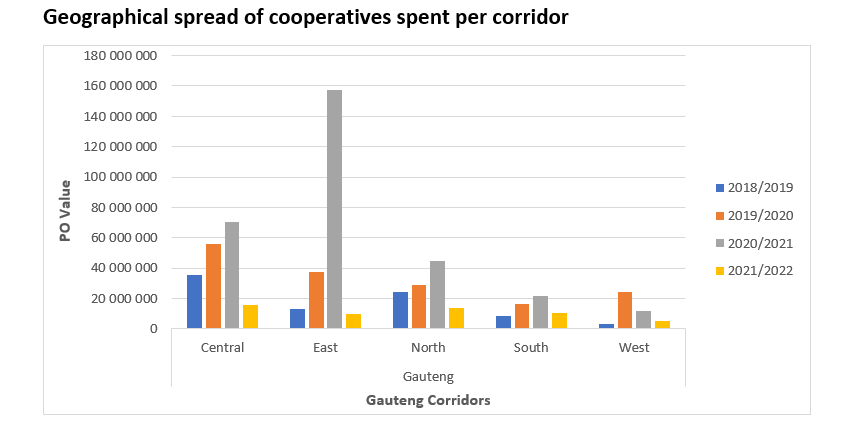 Geographical spread of cooperatives spent per corridor
180 000 000
160 000 000
140 000 000
120 000 000
100 000 000
80 000 000
60 000 000
40 000 000
20 000 000
0
PO Value
Central East North South West
Gauteng
Gauteng Corridors
2018/2019
2019/2020
2020/2021
2021/2022